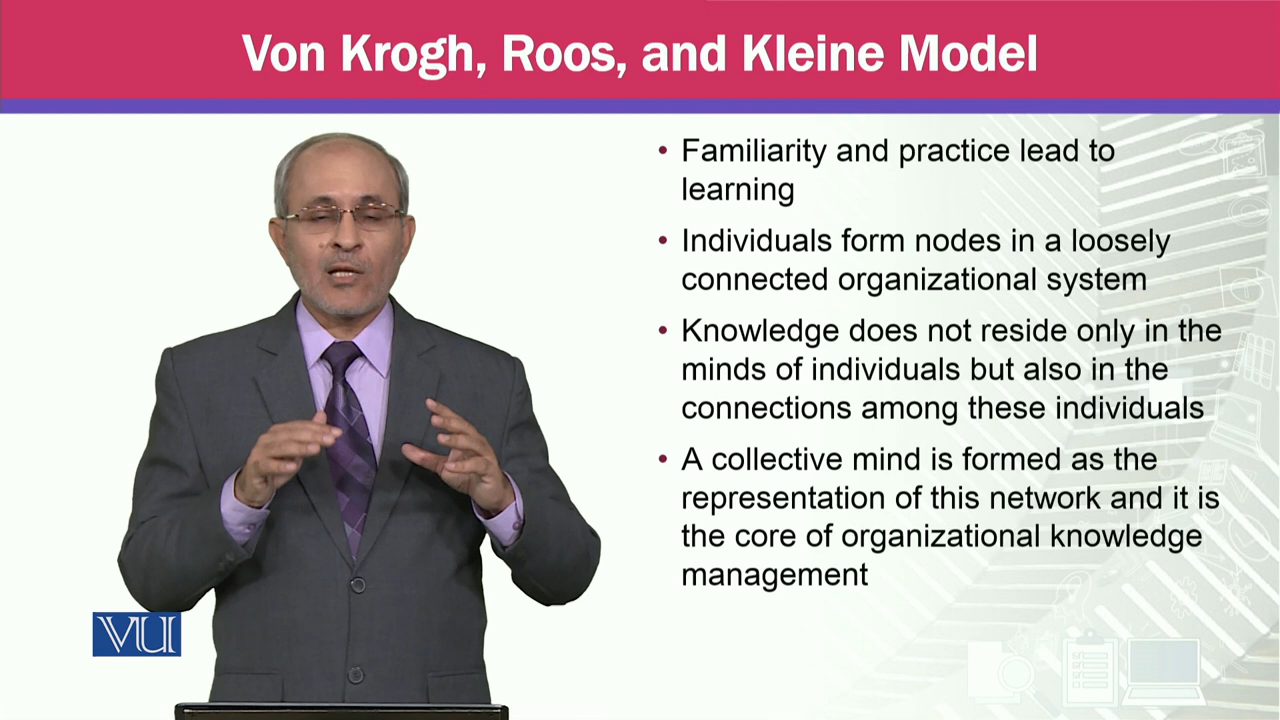 Von Krogh, Roos, and Kleine Model
• Familiarity and practice lead to
learning
• Individuals form nodes in a loosely
connected organizational system
• Knowledge does not reside only in the
minds of individuals but also in the
connections among these individuals
• A collective mind is formed as the
representation of this network and it is
the core of organizational knowledge
management
VU